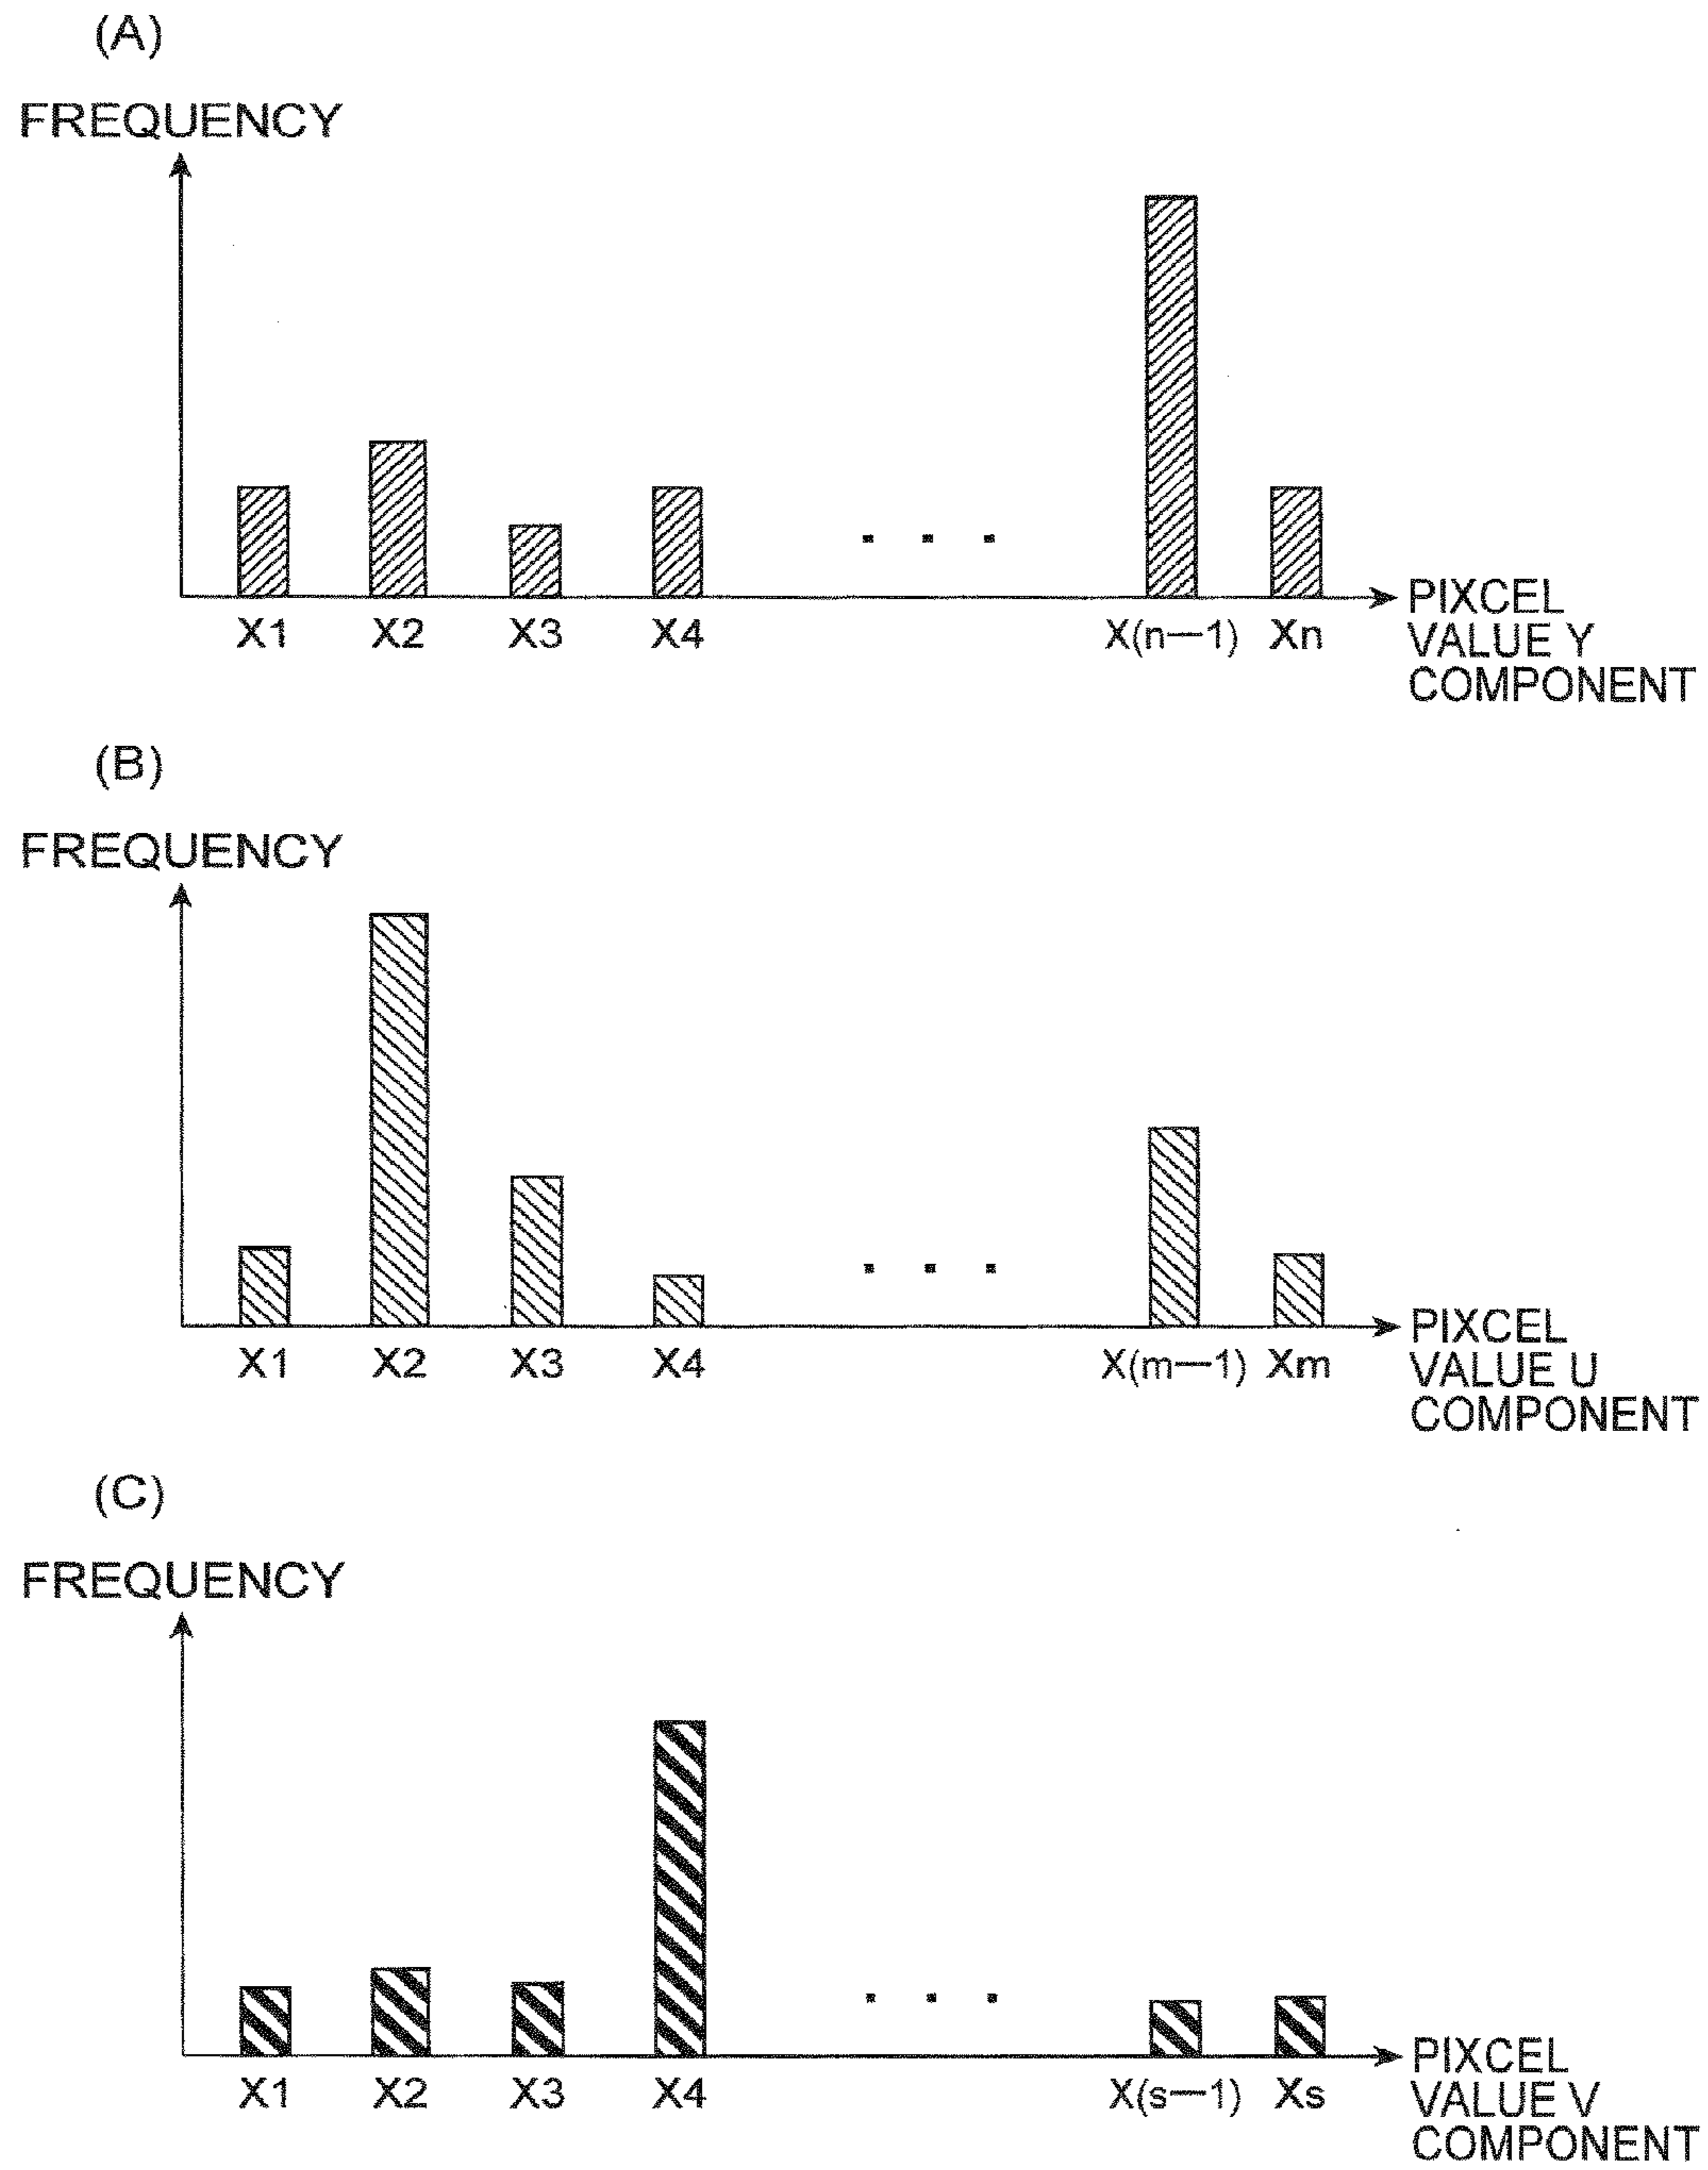 (A)
FREQUENCY
X1 X2 X3 X4 X(n—1) Xn
PIXCEL
VALUE Y
COMPONENT
(B)
FREQUENCY
X1 X2 X3 X4 X(m—1) Xm
PIXCEL
VALUE U
COMPONENT
(C)
FREQUENCY
X1 X2 X3 X4 X(s—1) Xs
PIXCEL
VALUE V
COMPONENT